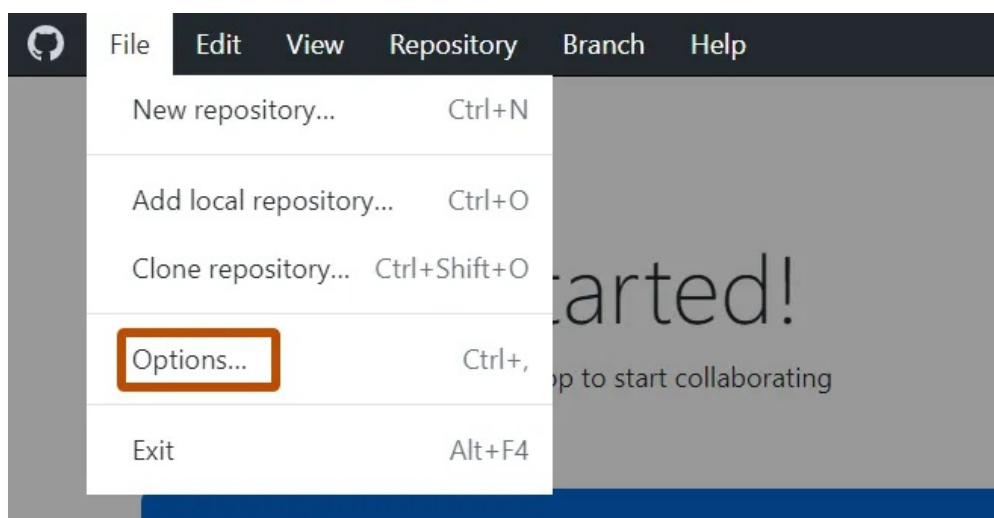 File Edit View Repository Branch Help
New repository... Ctrl+N
Add local repository... Ctrl+O
Clone repository... Ctrl+Shift+O
arted!
Options... Ctrl+,
to start collaborating
Exit Alt+F4